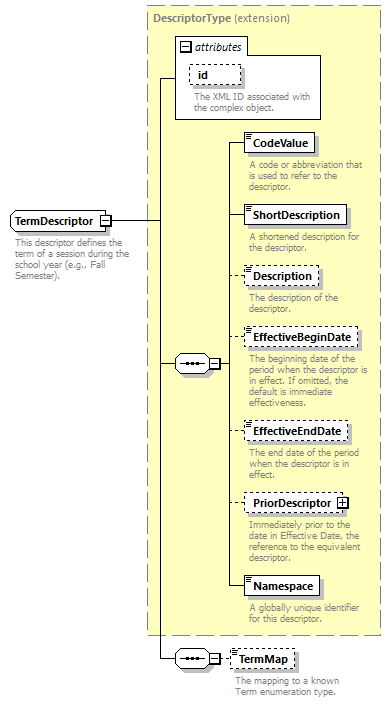 DescriptorType (extension)
attributes
id
The XML ID associated with
the complex object.
TermDescriptor
This descriptor defines the
term of a session during the
school year (e.g., Fall
Semester).
CodeValue
A code or abbreviation that
is used to refer to the
descriptor.
ShortDescription
A shortened description for
the descriptor.
Description
The description of the
descriptor.
EffectiveBeginDate
The beginning date of the
period when the descriptor is
in effect. If omitted, the
default is immediate
effectiveness.
EffectiveEndDate
The end date of the period
when the descriptor is in
effect.
PriorDescriptor
Immediately prior to the
date in Effective Date, the
reference to the equivalent
descriptor.
Namespace
A globally unique identifier
for this descriptor.
TermMap
The mapping to a known
Term enumeration type.